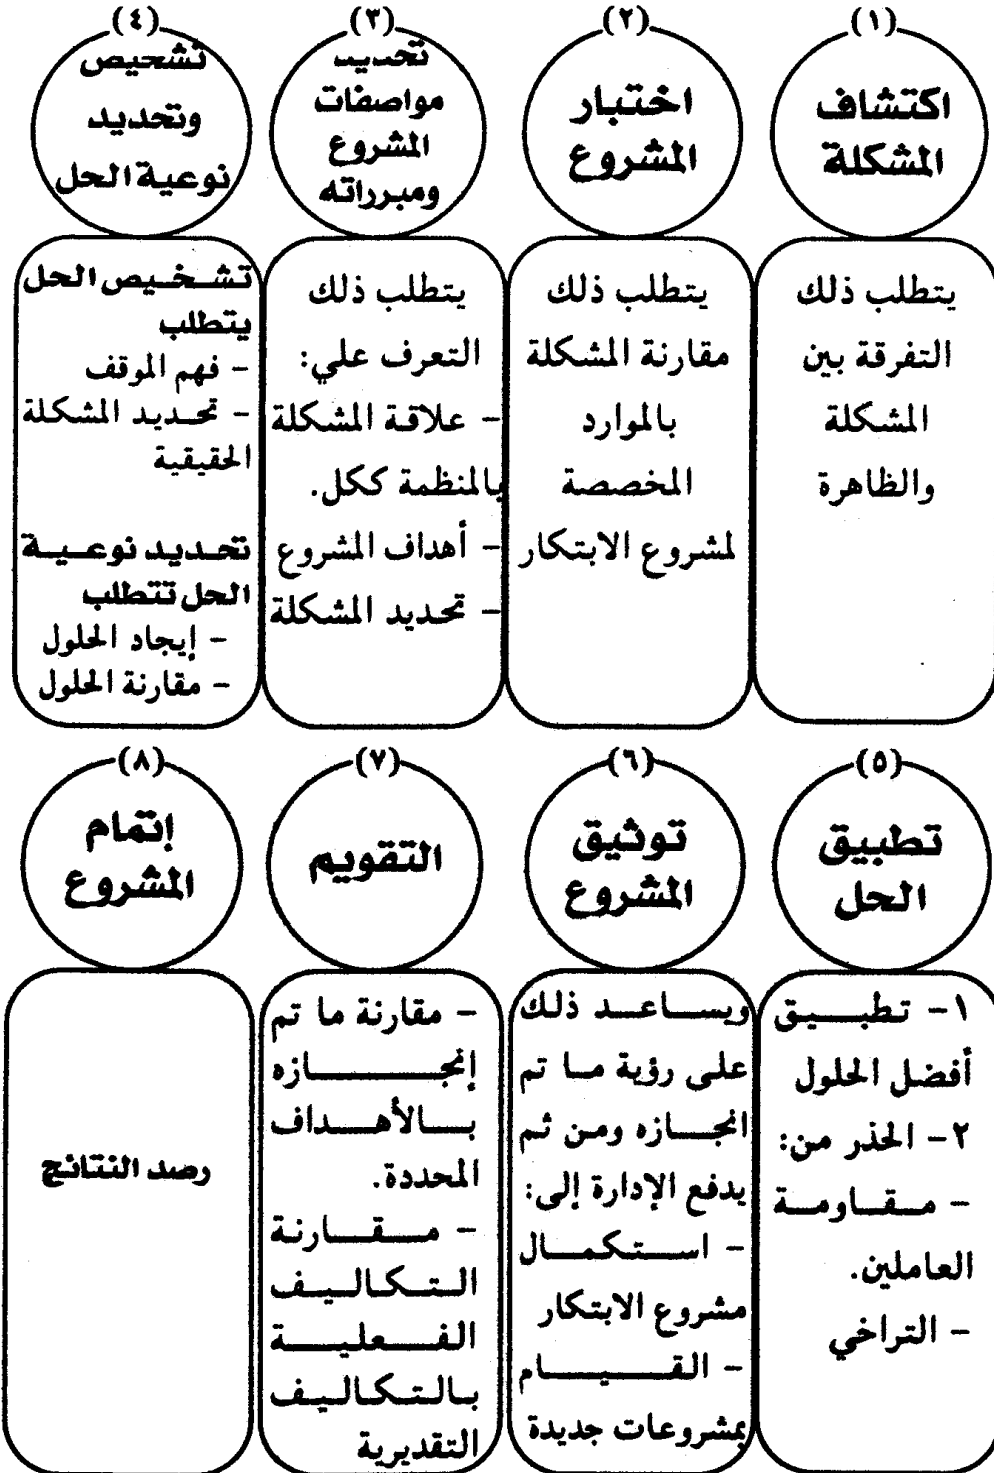 (١)
اكتشاف
المشكلة
يتطلب ذلك
التفرقة بين
المشكلة
والظاهرة
(٢)
اختبار
المشروع
يتطلب ذلك
مقارنة المشكلة
بالموارد
المخصصة
لمشروع الابتكار
(٣)
تحديد
مواصفات
المشروع
ومبرراته
يتطلب ذلك
التعرف علي:
- علاقة المشكلة
بالمنظمة ككل.
- أهداف المشروع
- تحديد المشكلة
(٤)
تشخيص
وتحديد
نوعية الحل
تشخيص الحل
يتطلب
- فهم الموقف
- تحديد المشكلة
الحقيقية
تحديد نوعية
الحل تتطلب
- إيجاد الحلول
- مقارنة الحلول
(٥)
تطبيق
الحل
١- تطبيق
أفضل الحلول
٢- الحذر من:
- مقاومة
العاملين.
- التراخي
(٦)
توثيق
المشروع
ويساعد ذلك
على رؤية ما تم
انجازه ومن ثم
يدفع الإدارة إلى:
- استكمال
مشروع الابتكار
- القيام
بمشروعات جديدة
(٧)
التقويم
- مقارنة ما تم
إنجازه
بالأهداف
المحددة.
- مقارنة
التكاليف
الفعلية
بالتكاليف
التقديرية
(٨)
إتمام
المشروع
رصد النتائج